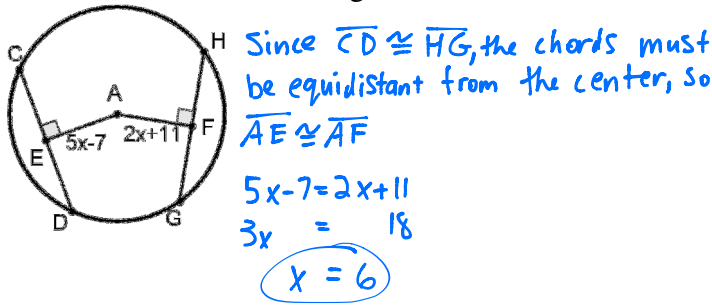 C
H
A
E
5x-7
2x+11
F
D
G
Since CD ≅ HG, the chords must
be equidistant from the center, so
AE ≅ AF
5x-7=2x+11
3x = 18
x = 6